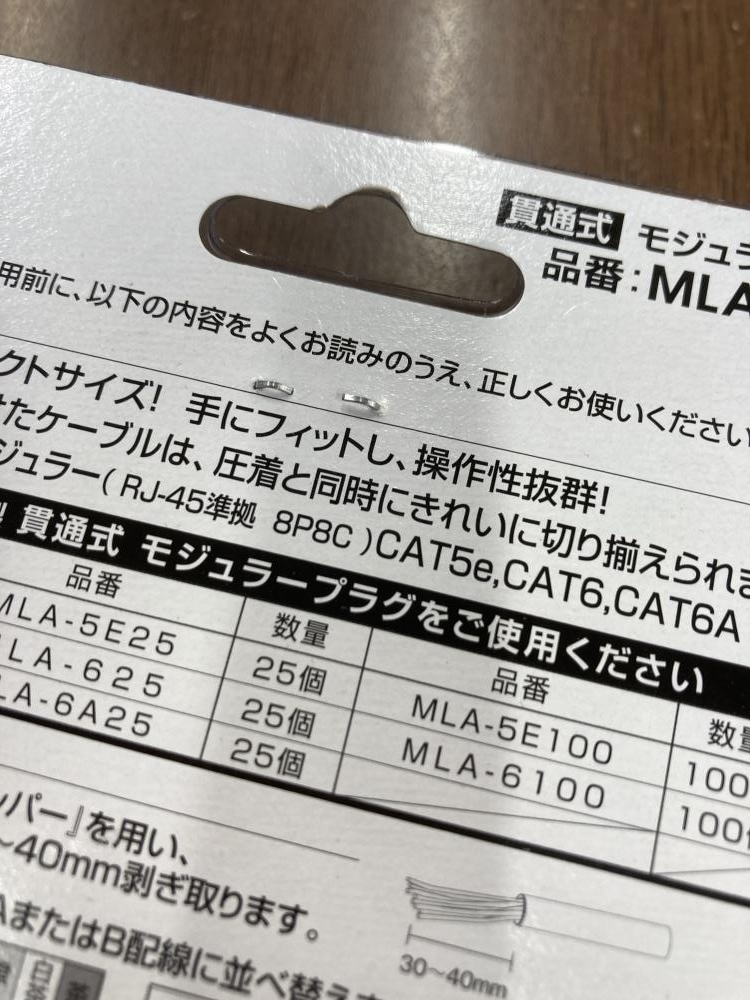 貫通式 モジュラ
品番：MLA
用前に、以下の内容をよくお読みのうえ、正しくお使いください
クトサイズ！ 手にフィットし、操作性抜群！
たケーブルは、圧着と同時にきれいに切り揃えられま
ジュラー（RJ-45準拠 8P8C）CAT5e,CAT6,CAT6A
貫通式 モジュラープラグをご使用ください
品番 数量 品番 数量
MLA-5E25 25個 MLA-5E100 100
MLA-625 25個 MLA-6100 100個
LA-6A25 25個
ッパー』を用い、
～40mm剥ぎ取ります。
AまたはB配線に並べ替え
30～40mm
白茶